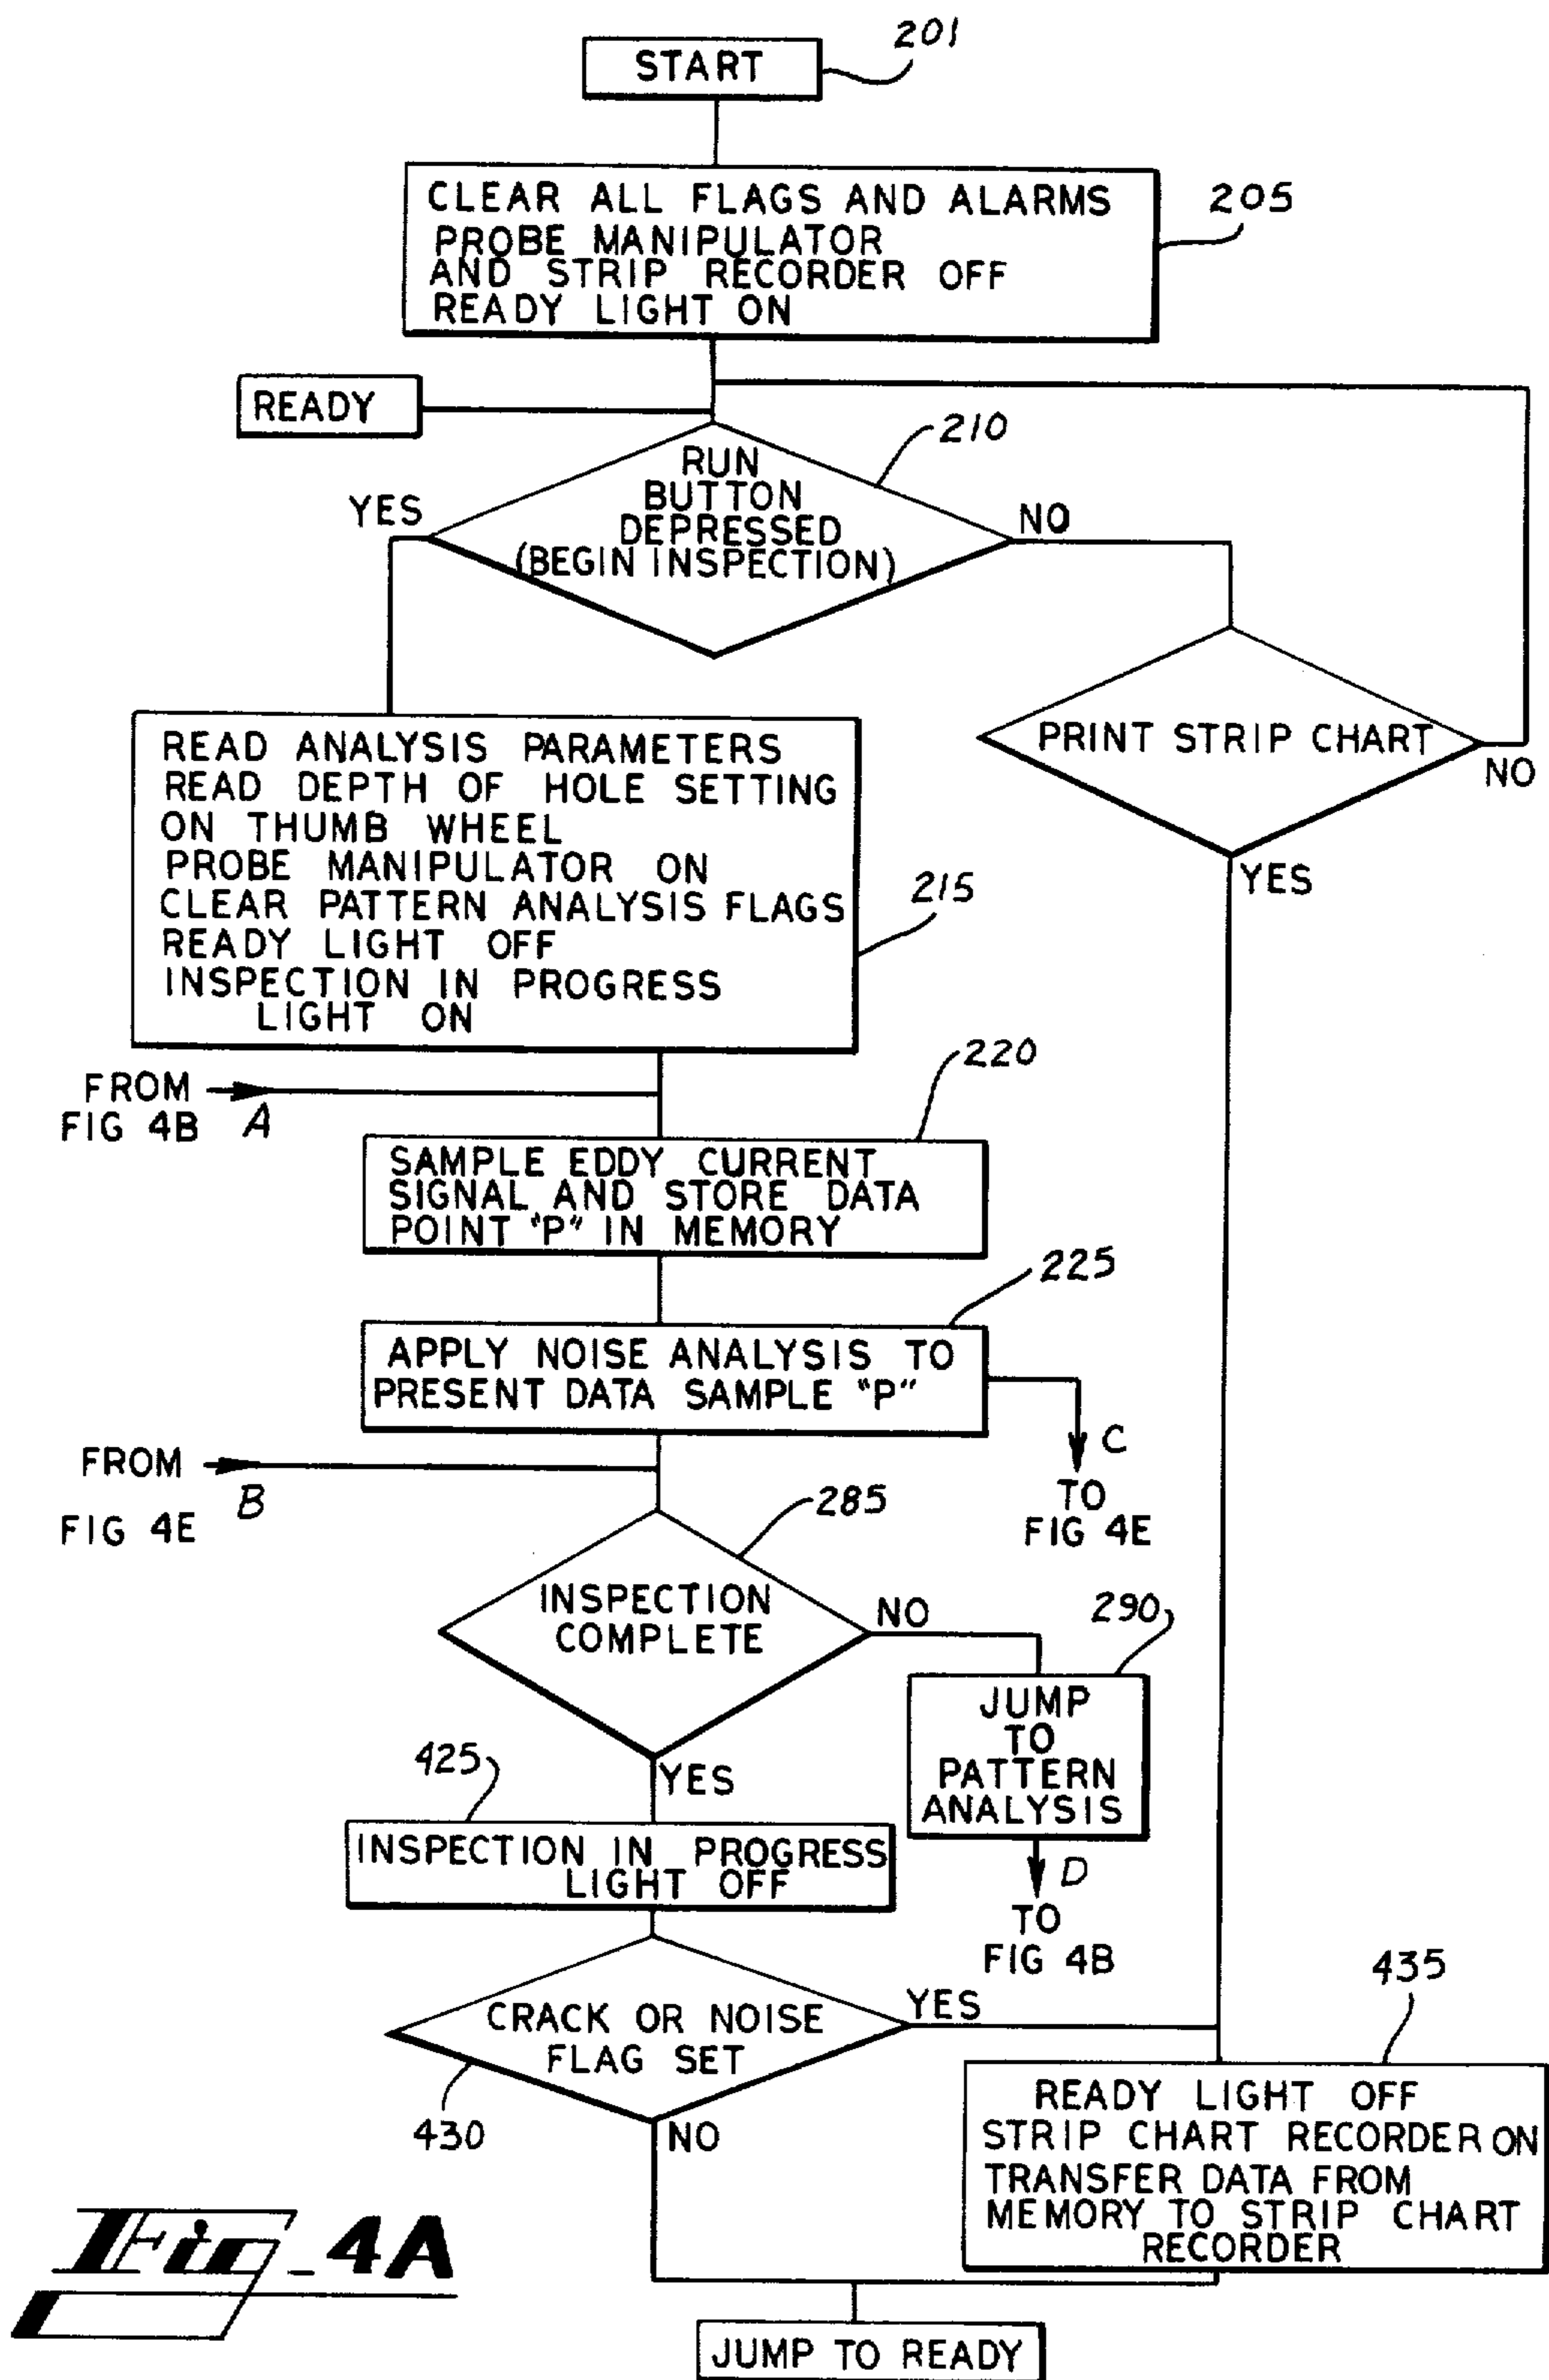 START
201
CLEAR ALL FLAGS AND ALARMS
PROBE MANIPULATOR
AND STRIP RECORDER OFF
READY LIGHT ON
205
READY
210
RUN
BUTTON
DEPRESSED
(BEGIN INSPECTION)
YES
NO
PRINT STRIP CHART
NO
YES
READ ANALYSIS PARAMETERS
READ DEPTH OF HOLE SETTING
ON THUMB WHEEL
PROBE MANIPULATOR ON
CLEAR PATTERN ANALYSIS FLAGS
READY LIGHT OFF
INSPECTION IN PROGRESS
LIGHT ON
215
FROM
FIG 4B A
220
SAMPLE EDDY CURRENT
SIGNAL AND STORE DATA
POINT "P" IN MEMORY
225
APPLY NOISE ANALYSIS TO
PRESENT DATA SAMPLE "P"
C
TO
FIG 4E
FROM
B
FIG 4E
285
INSPECTION
COMPLETE
NO
290
JUMP
TO
PATTERN
ANALYSIS
D
TO
FIG 4B
YES
425
INSPECTION IN PROGRESS
LIGHT OFF
CRACK OR NOISE
FLAG SET
YES
430
NO
435
READY LIGHT OFF
STRIP CHART RECORDER ON
TRANSFER DATA FROM
MEMORY TO STRIP CHART
RECORDER
JUMP TO READY
Fig_4A